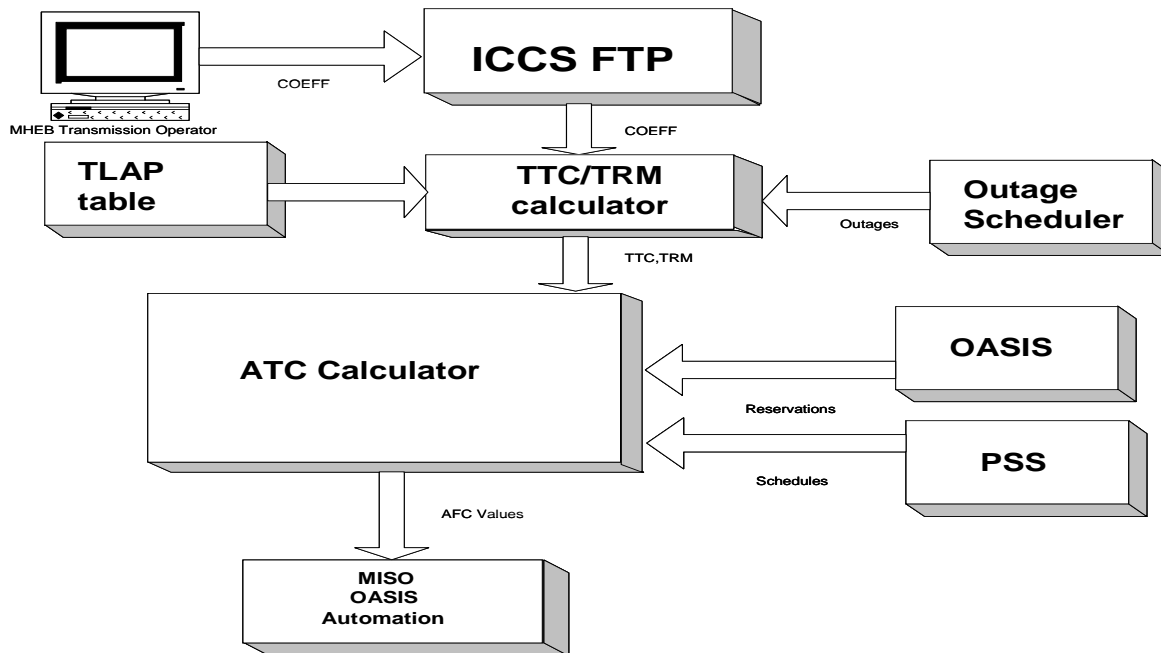 ICCS FTP
COEFF
MHEB Transmission Operator
COEFF
TLAP
table
TTC/TRM
calculator
Outage
Scheduler
Outages
TTC,TRM
ATC Calculator
OASIS
Reservations
PSS
Schedules
AFC Values
MISO
OASIS
Automation